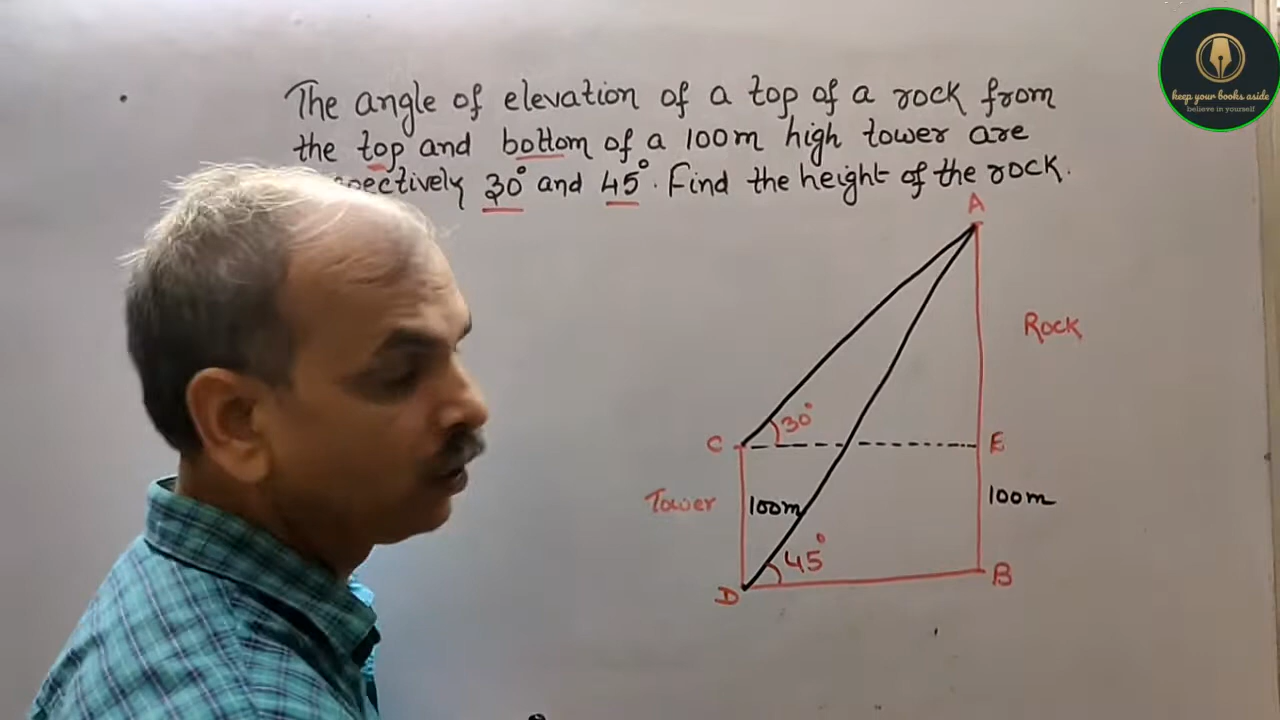 The angle of elevation of a top of a rock from
the top and bottom of a 100m high tower are
30° and 45°. Find the height of the rock.
A
Rock
30°
C
E
Tower
100m
100m
45°
D
B
keep your books aside
believe in yourself